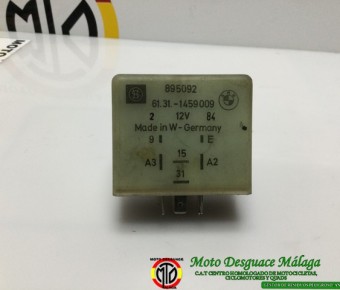 895092
61.31-1459009
2 12V 84
Made in W-Germany
9 E
15
A3 A2
31
Moto Desguace Málaga
C.A.T CENTRO HOMOLOGADO DE MOTOCICLETAS,
CICLOMOTORES Y QUADS